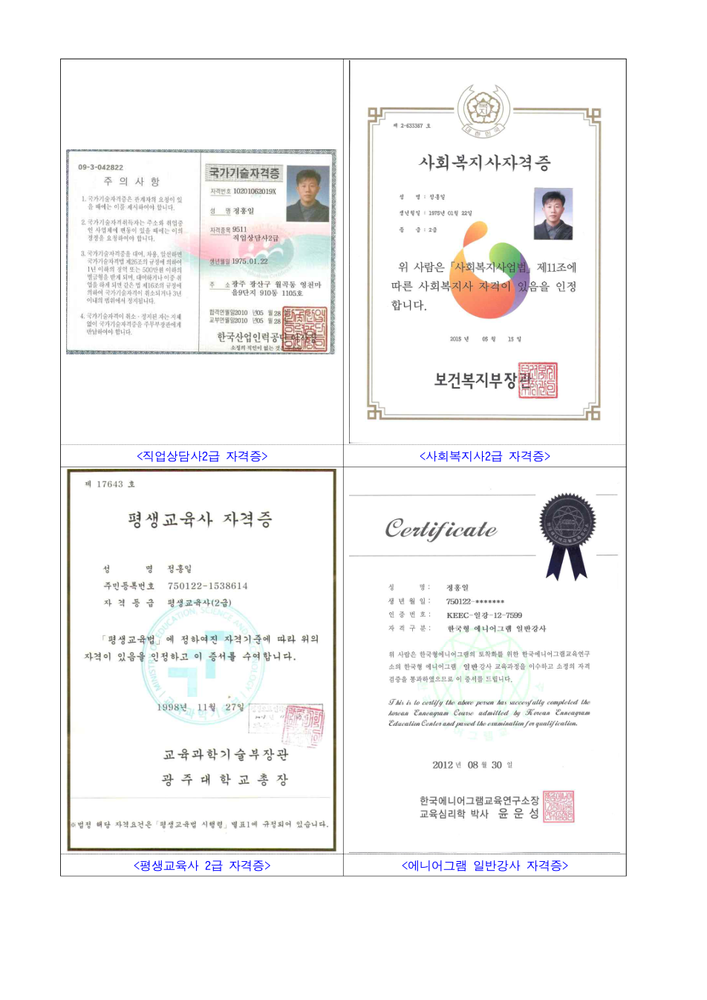 09-3-042822
주 의 사 항
1. 국가기술자격증은 관계자의 요청이 있
을 때에는 이를 제시하여야 합니다.
2. 국가기술자격취득자는 주소와 취업중
인 사업체에 변동이 있을 때에는 이의
정정을 요청하여야 합니다.
3. 국가기술자격증을 대여, 차용, 알선하면
국가기술자격법 제26조의 규정에 의하여
1년 이하의 징역 또는 500만원 이하의
벌금형을 받게 되며, 대여하거나 이중 취
업을 하게 되면 같은 법 제16조의 규정에
의하여 국가기술자격이 취소되거나 3년
이내의 범위에서 정지됩니다.
4. 국가기술자격이 취소·정지된 자는 지체
없이 국가기술자격증을 주무부장관에게
반납하여야 합니다.
국가기술자격증
자격번호 10201062019X
성 명 정홍일
자격종목 9511
직업상담사2급
생년월일 1975.01.22
주 소 광주 광산구 월곡동 영천마
을9단지 910동 1105호
합격연월일2010 년05 월28
교부연월일2010 년05 월28
한국산업인력공단
소정의 직인이 없는 것은
<직업상담사2급 자격증>
복지
대한민국
제 2-633367 호
사회복지사자격증
성 명 : 정홍일
생년월일 : 1975년 01월 22일
등 급 : 2급
위 사람은 「사회복지사업법」 제11조에
따른 사회복지사 자격이 있음을 인정
합니다.
2015 년 05 월 15 일
보건복지부장관
<사회복지사2급 자격증>
제 17643 호
평생교육사 자격증
성 명 정홍일
주민등록번호 750122-1538614
자 격 등 급 평생교육사(2급)
「평생교육법」에 정하여진 자격기준에 따라 위의
자격이 있음을 인정하고 이 증서를 수여합니다.
MINISTRY OF EDUCATION, SCIENCE AND TECHNOLOGY
교육과학기술부
1998년 11월 27일
교육과학기술부장관
광 주 대 학 교 총 장
※법정 해당 자격요건은「평생교육법 시행령」별표1에 규정되어 있습니다.
<평생교육사 2급 자격증>
Certificate
성 명 : 정홍일
생 년 월 일 : 750122-*******
인 증 번 호 : KEEC-일강-12-7599
자 격 구 분 : 한국형 에니어그램 일반강사
위 사람은 한국형에니어그램의 토착화를 위한 한국에니어그램교육연구
소의 한국형 에니어그램 일반강사 교육과정을 이수하고 소정의 자격
검증을 통과하였으므로 이 증서를 드립니다.
This is to certify the above person has succesfully completed the
korean Enneagram Course admitted by Korean Enneagram
Education Center and passed the examination for qualification.
2012 년 08 월 30 일
한국에니어그램교육연구소장
교육심리학 박사 윤 운 성
<에니어그램 일반강사 자격증>